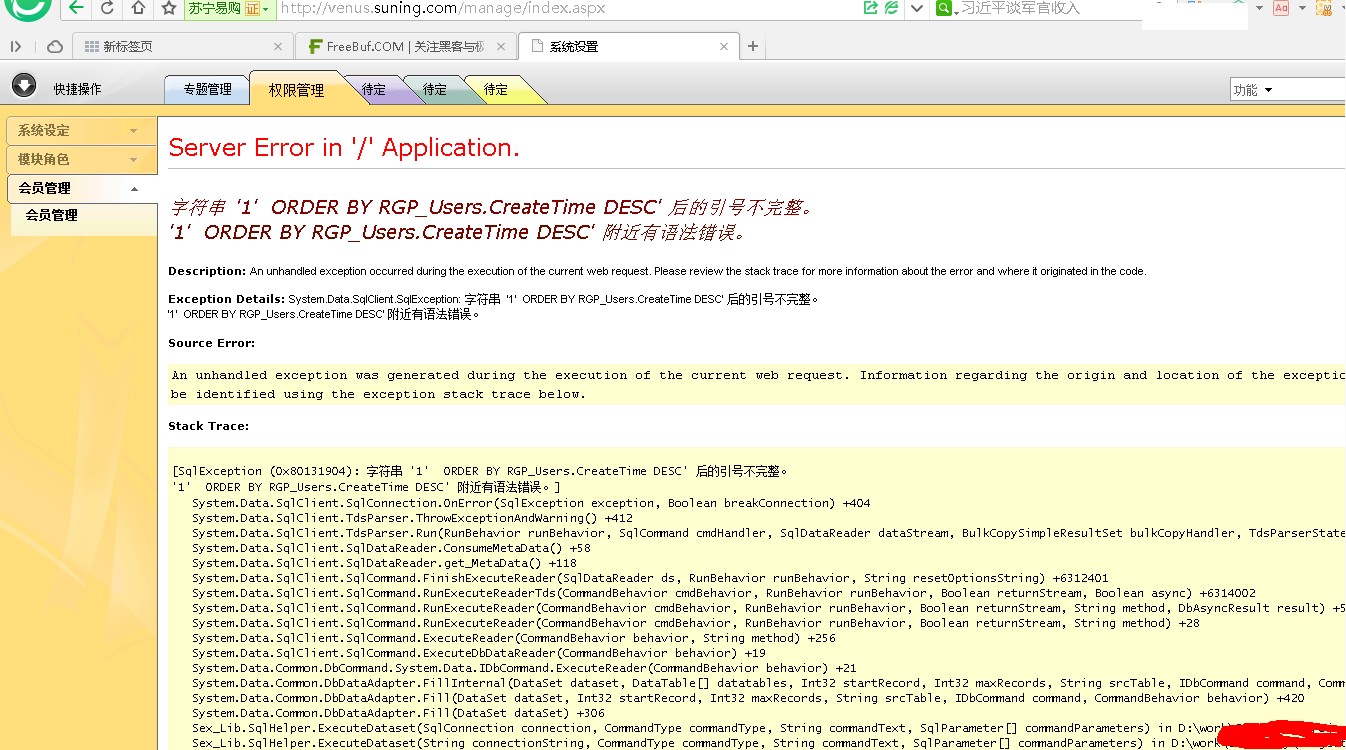 苏宁易购 证 http://venus.suning.com/manage/index.aspx 习近平谈军官收入
新标签页 FreeBuf.COM | 关注黑客与极 系统设置
快捷操作 专题管理 权限管理 待定 待定 待定 功能
系统设定
模块角色
会员管理
会员管理
Server Error in '/' Application.
字符串 '1' ORDER BY RGP_Users.CreateTime DESC' 后的引号不完整。
'1' ORDER BY RGP_Users.CreateTime DESC' 附近有语法错误。
Description: An unhandled exception occurred during the execution of the current web request. Please review the stack trace for more information about the error and where it originated in the code.
Exception Details: System.Data.SqlClient.SqlException: 字符串 '1' ORDER BY RGP_Users.CreateTime DESC' 后的引号不完整。
'1' ORDER BY RGP_Users.CreateTime DESC' 附近有语法错误。
Source Error:
An unhandled exception was generated during the execution of the current web request. Information regarding the origin and location of the exceptic
be identified using the exception stack trace below.
Stack Trace:
[SqlException (0x80131904): 字符串 '1' ORDER BY RGP_Users.CreateTime DESC' 后的引号不完整。
'1' ORDER BY RGP_Users.CreateTime DESC' 附近有语法错误。]
System.Data.SqlClient.SqlConnection.OnError(SqlException exception, Boolean breakConnection) +404
System.Data.SqlClient.TdsParser.ThrowExceptionAndWarning() +412
System.Data.SqlClient.TdsParser.Run(RunBehavior runBehavior, SqlCommand cmdHandler, SqlDataReader dataStream, BulkCopySimpleResultSet bulkCopyHandler, TdsParserState
System.Data.SqlClient.SqlDataReader.ConsumeMetaData() +58
System.Data.SqlClient.SqlDataReader.get_MetaData() +118
System.Data.SqlClient.SqlCommand.FinishExecuteReader(SqlDataReader ds, RunBehavior runBehavior, String resetOptionsString) +6312401
System.Data.SqlClient.SqlCommand.RunExecuteReaderTds(CommandBehavior cmdBehavior, RunBehavior runBehavior, Boolean returnStream, Boolean async) +6314002
System.Data.SqlClient.SqlCommand.RunExecuteReader(CommandBehavior cmdBehavior, RunBehavior runBehavior, Boolean returnStream, String method, DbAsyncResult result) +5
System.Data.SqlClient.SqlCommand.RunExecuteReader(CommandBehavior cmdBehavior, RunBehavior runBehavior, Boolean returnStream, String method) +28
System.Data.SqlClient.SqlCommand.ExecuteReader(CommandBehavior behavior, String method) +256
System.Data.SqlClient.SqlCommand.ExecuteDbDataReader(CommandBehavior behavior) +19
System.Data.Common.DbCommand.System.Data.IDbCommand.ExecuteReader(CommandBehavior behavior) +21
System.Data.Common.DbDataAdapter.FillInternal(DataSet dataset, DataTable[] datatables, Int32 startRecord, Int32 maxRecords, String srcTable, IDbCommand command, Comm
System.Data.Common.DbDataAdapter.Fill(DataSet dataSet, Int32 startRecord, Int32 maxRecords, String srcTable, IDbCommand command, CommandBehavior behavior) +420
System.Data.Common.DbDataAdapter.Fill(DataSet dataSet) +306
Sex_Lib.SqlHelper.ExecuteDataset(SqlConnection connection, CommandType commandType, String commandText, SqlParameter[] commandParameters) in D:\work\
Sex_Lib.SqlHelper.ExecuteDataset(String connectionString, CommandType commandType, String commandText, SqlParameter[] commandParameters) in D:\work